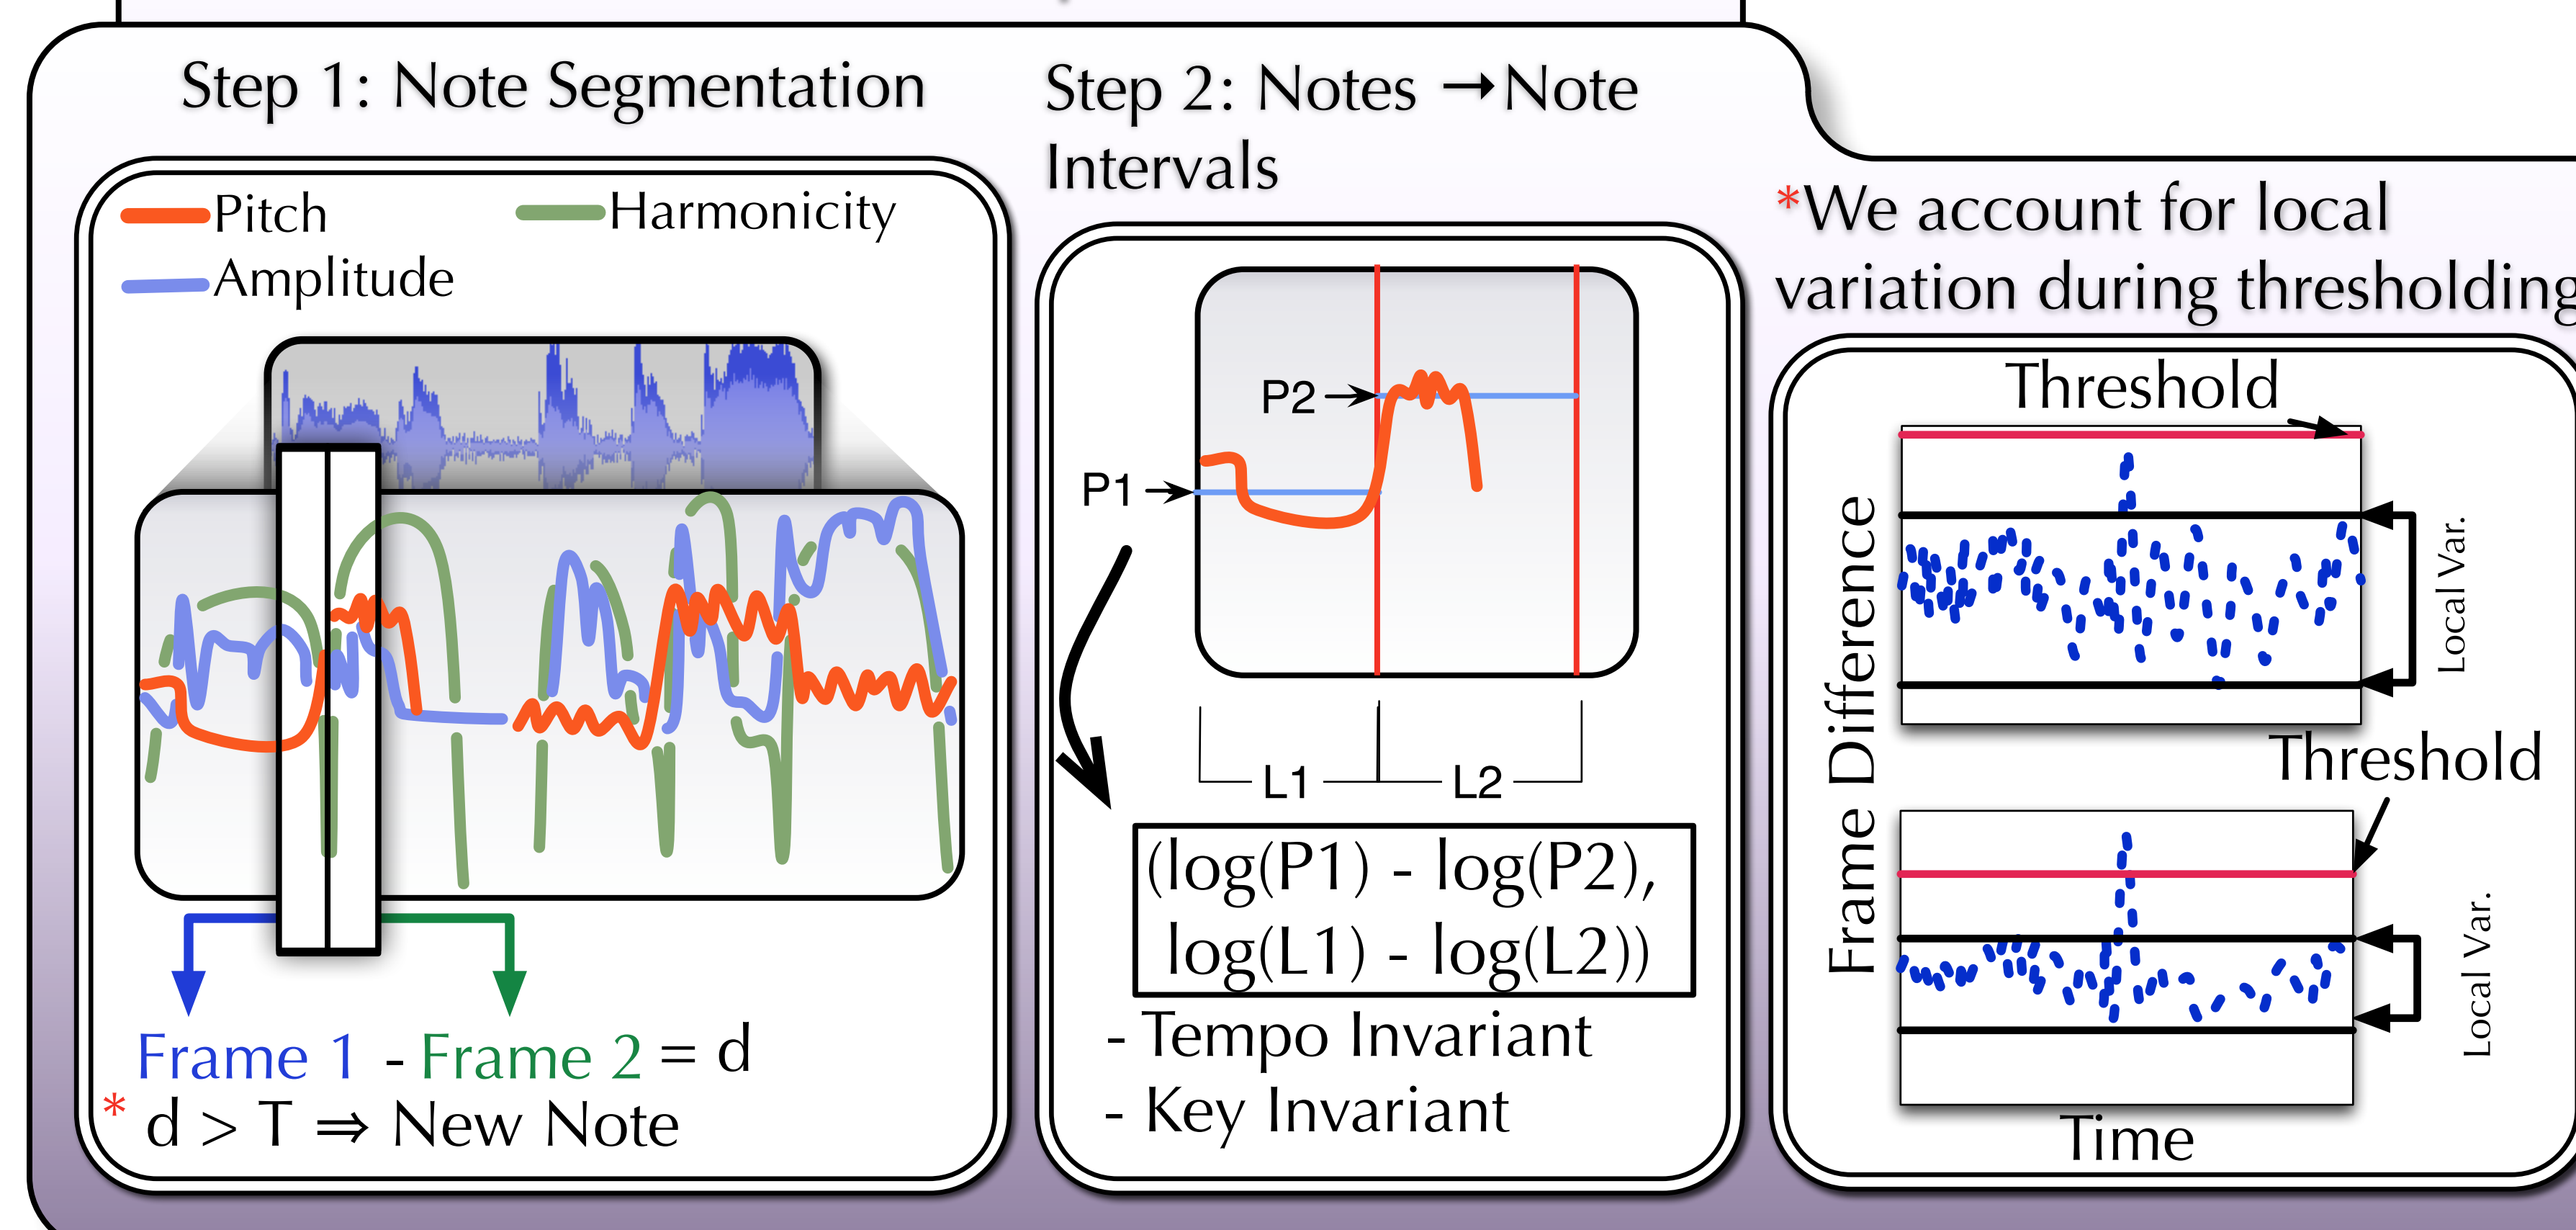 Step 1: Note Segmentation
Pitch
Harmonicity
Amplitude
Frame 1 - Frame 2 = d
* d > T ⇒ New Note
Step 2: Notes →Note
Intervals
P2
P1
L1
L2
(log(P1) - log(P2),
log(L1) - log(L2))
- Tempo Invariant
- Key Invariant
*We account for local
variation during thresholding
Threshold
Local Var.
Frame Difference
Threshold
Local Var.
Time